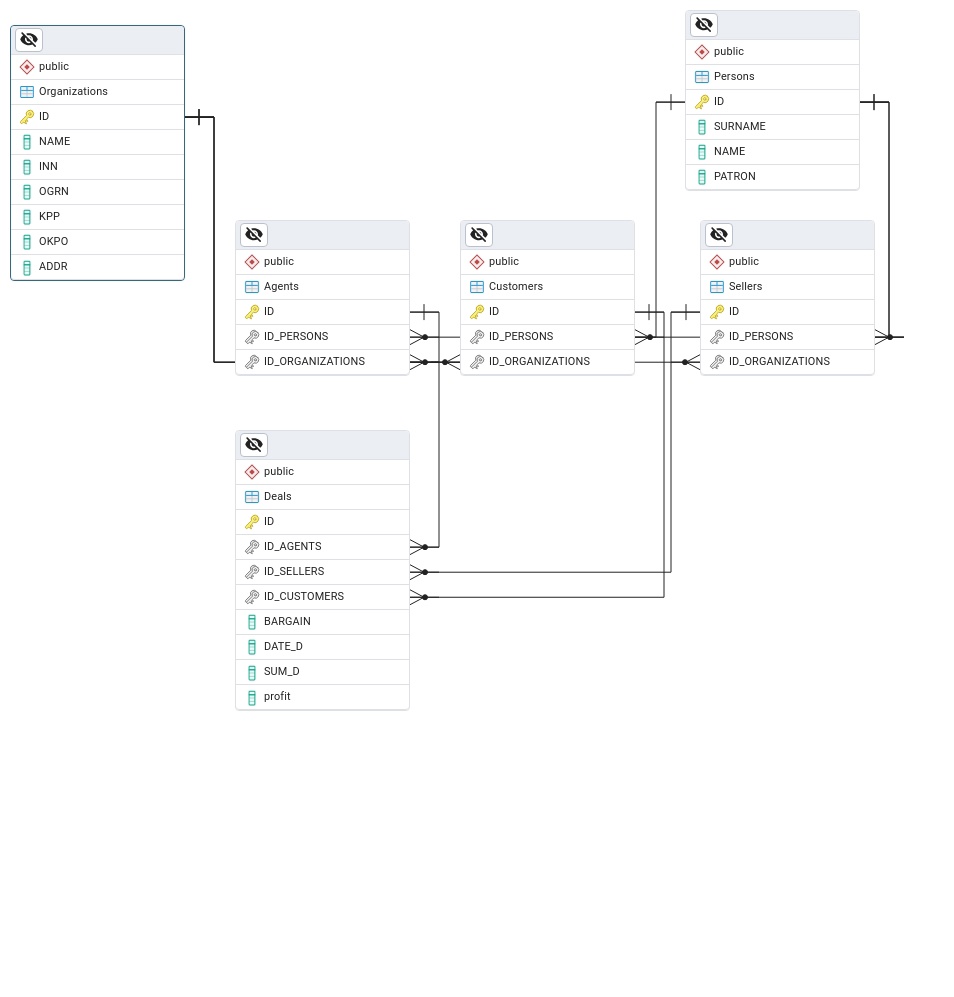 public
Organizations
ID
NAME
INN
OGRN
KPP
OKPO
ADDR
public
Persons
ID
SURNAME
NAME
PATRON
public
Agents
ID
ID_PERSONS
ID_ORGANIZATIONS
public
Customers
ID
ID_PERSONS
ID_ORGANIZATIONS
public
Sellers
ID
ID_PERSONS
ID_ORGANIZATIONS
public
Deals
ID
ID_AGENTS
ID_SELLERS
ID_CUSTOMERS
BARGAIN
DATE_D
SUM_D
profit